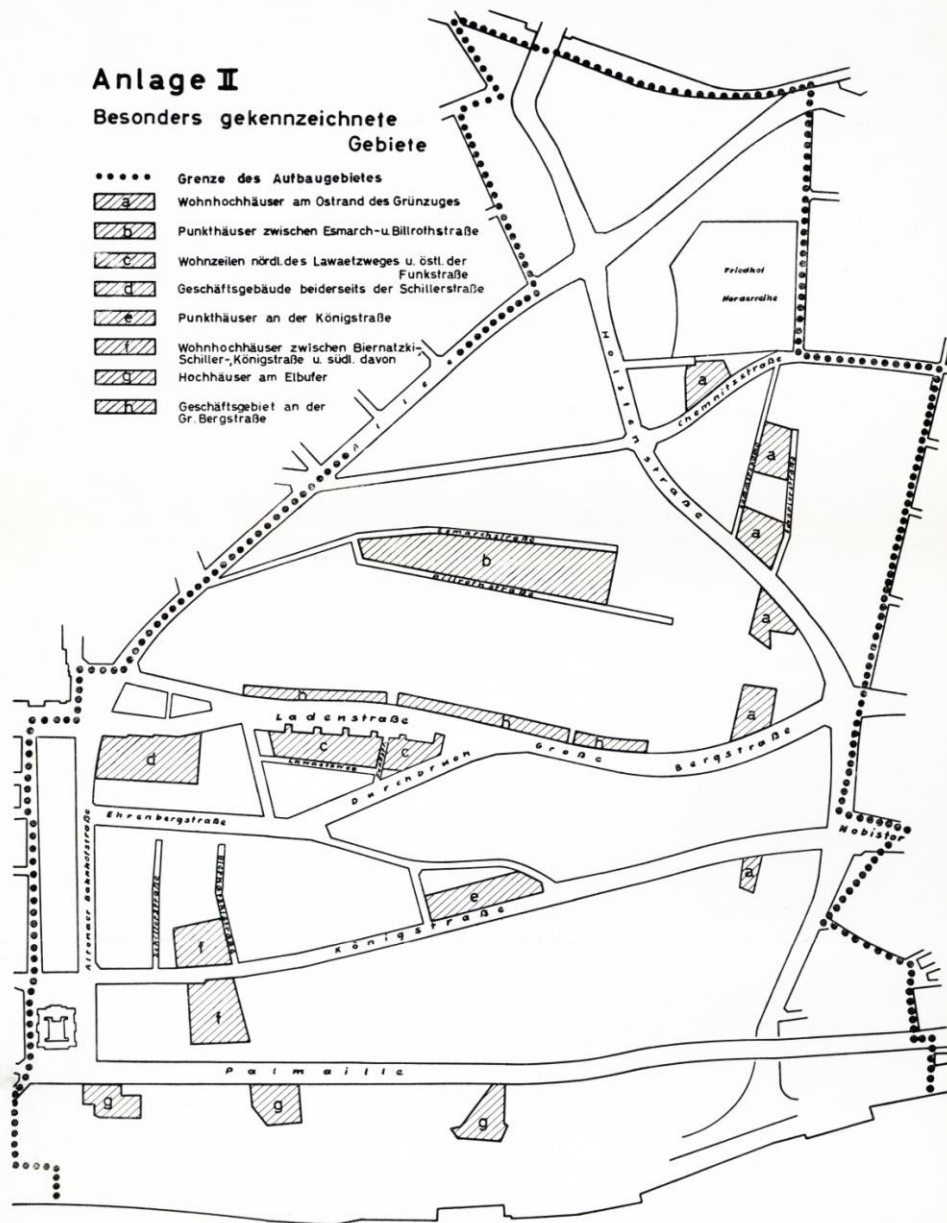 Anlage II
Besonders gekennzeichnete
Gebiete
Grenze des Aufbaugebietes
a Wohnhochhäuser am Ostrand des Grünzuges
b Punkthäuser zwischen Esmarch-u. Billrothstraße
c Wohnzeilen nördl. des Lawaetzweges u. östl. der
Funkstraße
d Geschäftsgebäude beiderseits der Schillerstraße
e Punkthäuser an der Königstraße
f Wohnhochhäuser zwischen Biernatzki-
Schiller-, Königstraße u. südl. davon
g Hochhäuser am Elbufer
h Geschäftsgebiet an der
Gr. Bergstraße
Friedhof
Norderreihe
Holstenstraße
Allee
a
Chemnitzstraße
a
a
Esmarchstraße
b
Billrothstraße
a
h
h
h
a
Ladenstraße
Große Bergstraße
d
c
c
Lawaetzweg
Durchbruch
Ehrenbergstraße
Nobistor
Altonaer Bahnhofstraße
Schillerstraße
a
e
Königstraße
f
f
Palmaille
g
g
g